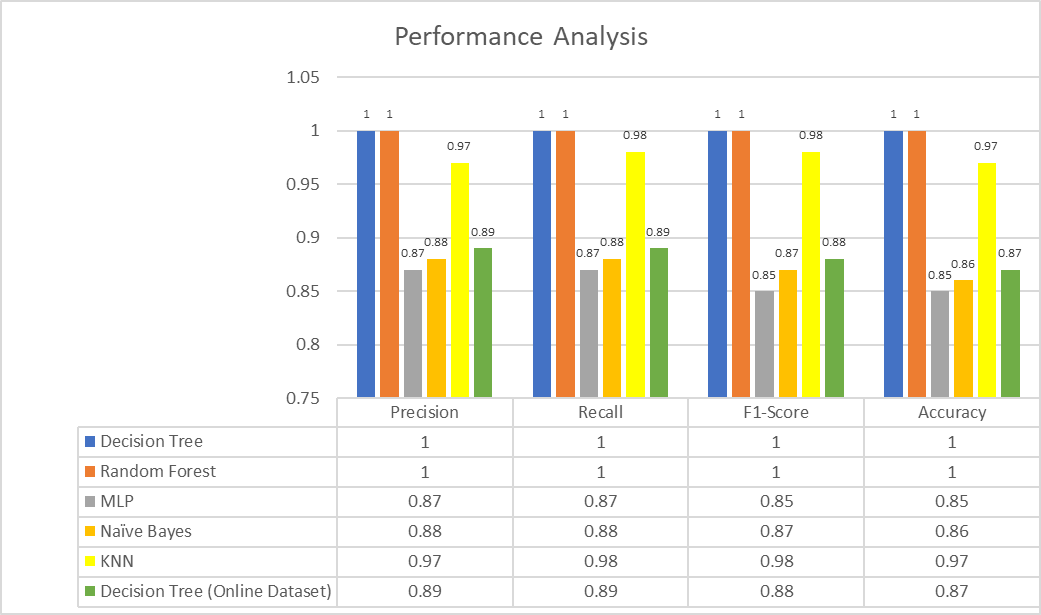 Performance Analysis
1.05
1
0.95
0.9
0.85
0.8
0.75
1 1 0.87 0.88 0.97 0.89
1 1 0.87 0.88 0.98 0.89
1 1 0.85 0.87 0.98 0.88
1 1 0.85 0.86 0.97 0.87
Precision Recall F1-Score Accuracy
Decision Tree 1 1 1 1
Random Forest 1 1 1 1
MLP 0.87 0.87 0.85 0.85
Naïve Bayes 0.88 0.88 0.87 0.86
KNN 0.97 0.98 0.98 0.97
Decision Tree (Online Dataset) 0.89 0.89 0.88 0.87